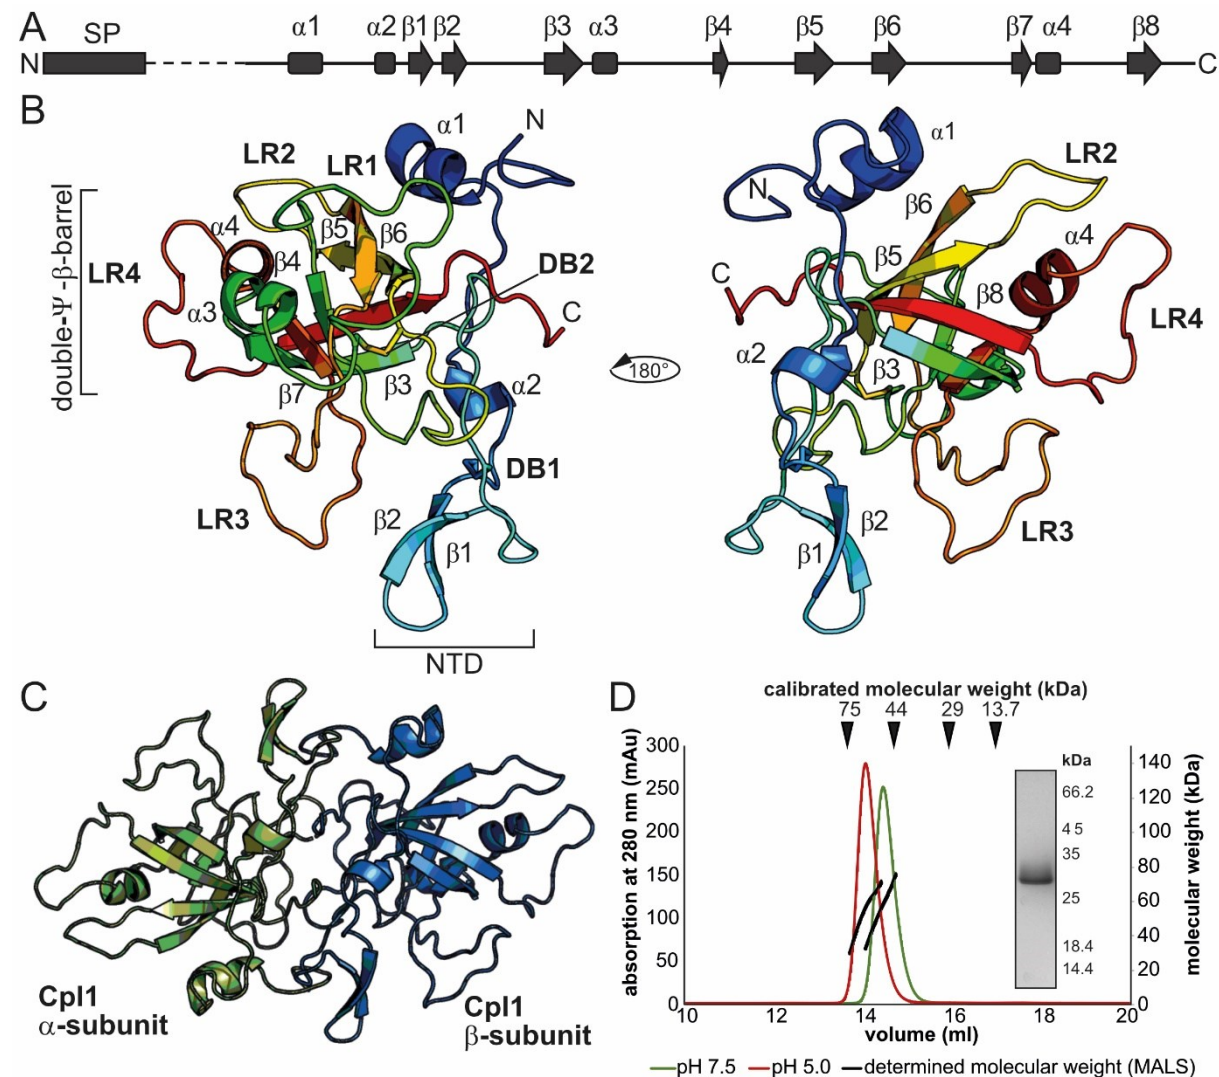 A
SP
α1
α2
β1
β2
β3
α3
β4
β5
β6
β7
α4
β8
N
C
B
α1
N
LR2
LR1
double-Ψ-β-barrel
α4
β4
β5
β6
DB2
LR4
α3
C
β7
β3
α2
DB1
LR3
β2
β1
NTD
180°
α1
N
LR2
β6
α4
C
β5
β8
LR4
α2
β3
β2
LR3
β1
C
Cpl1
α-subunit
Cpl1
β-subunit
D
calibrated molecular weight (kDa)
75 44 29 13.7
absorption at 280 nm (mAu)
300
250
200
150
100
50
0
kDa
66.2
45
35
25
18.4
14.4
140
120
100
80
60
40
20
0
molecular weight (kDa)
10 12 14 16 18 20
volume (ml)
pH 7.5 pH 5.0 determined molecular weight (MALS)